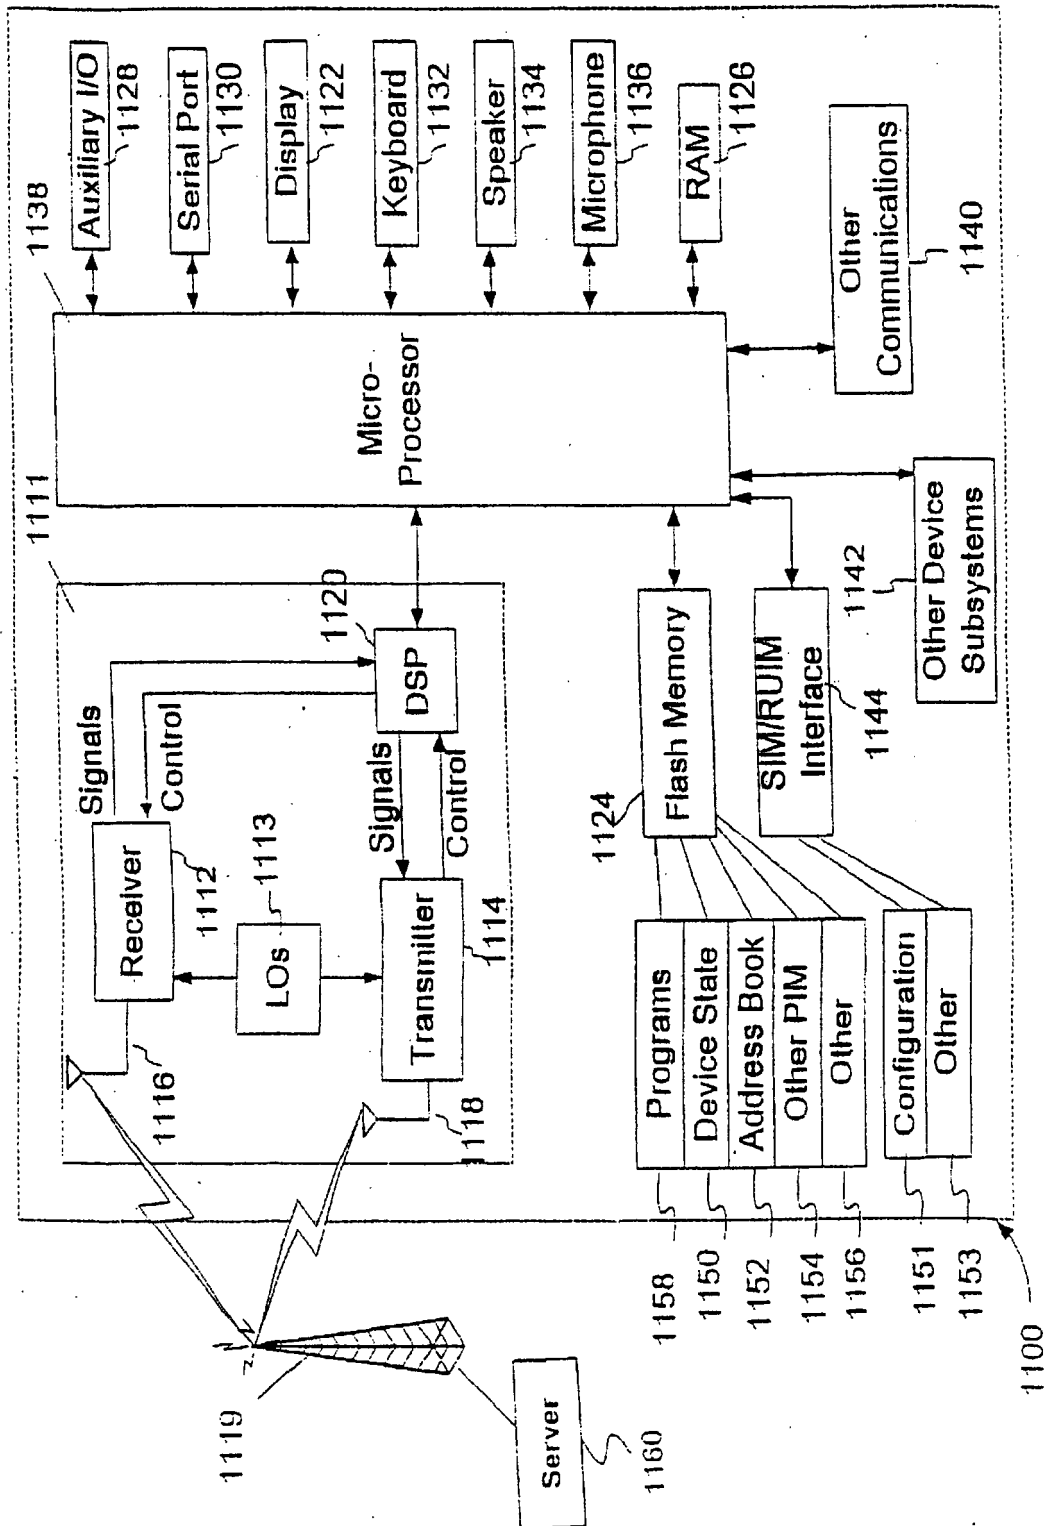 1138
Auxiliary I/O
1128
Serial Port
1130
Display
1122
Keyboard
1132
Speaker
1134
Microphone
1136
RAM
1126
Micro-
Processor
Other
Communications
1140
1111
Signals
Control
1120
DSP
Receiver
1112
LOs
1113
Signals
Control
Transmitter
1114
1116
1118
1124
Flash Memory
SIM/RUIM
Interface
1144
1142
Other Device
Subsystems
Programs
Device State
Address Book
Other PIM
Other
Configuration
Other
1158
1150
1152
1154
1156
1151
1153
1100
1119
Server
1160